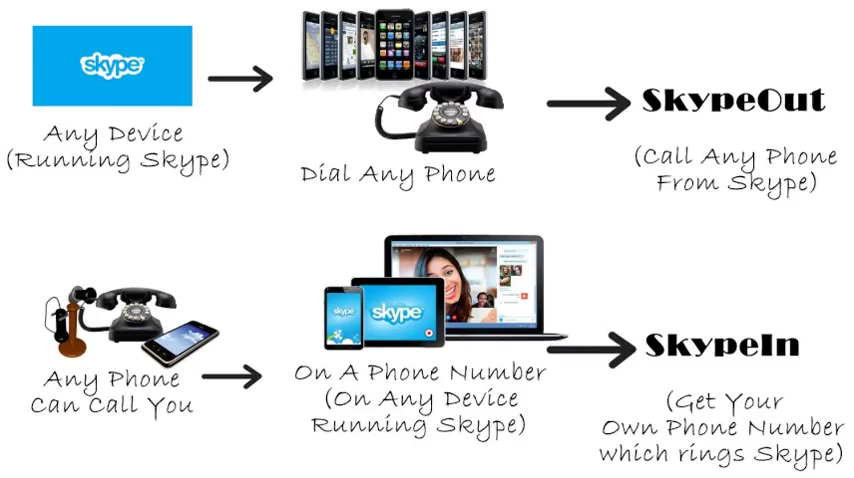 skype
Any Device
(Running Skype)
Dial Any Phone
SkypeOut
(Call Any Phone
From Skype)
Any Phone
Can Call You
skype
skype
On A Phone Number
(On Any Device
Running Skype)
SkypeIn
(Get Your
Own Phone Number
which rings Skype)